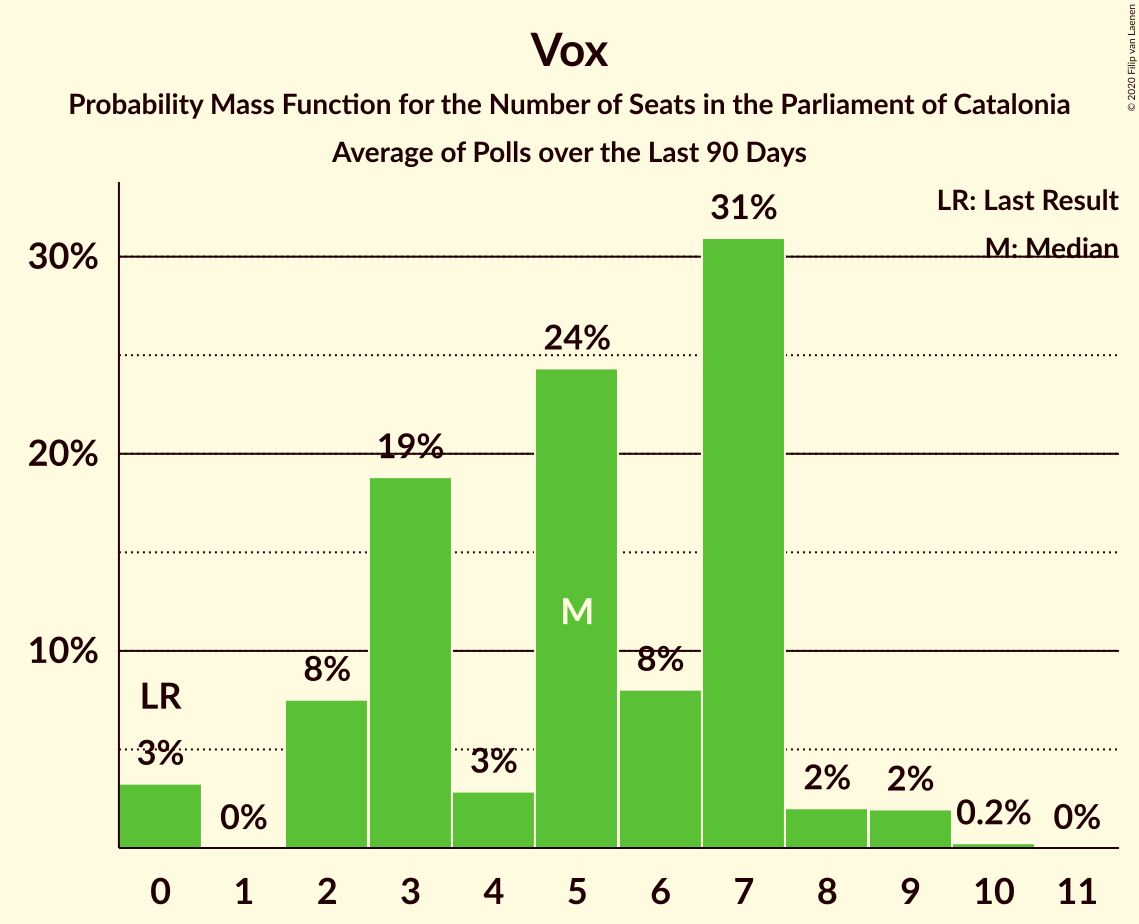 Vox
Probability Mass Function for the Number of Seats in the Parliament of Catalonia
Average of Polls over the Last 90 Days
© 2020 Filip van Laenen
LR: Last Result
M: Median
30%
20%
10%
LR
3%
0%
8%
19%
3%
24%
M
8%
31%
2%
2%
0.2%
0%
0 1 2 3 4 5 6 7 8 9 10 11